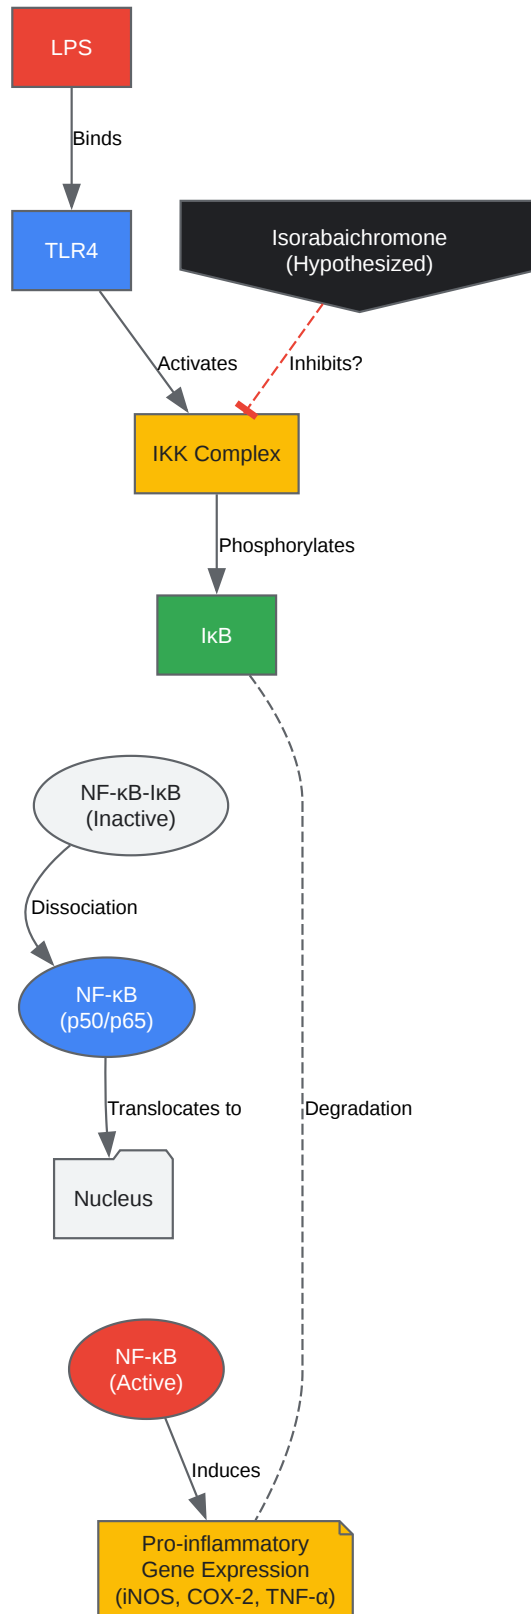 LPS
Binds
TLR4
Isorabaichromone
(Hypothesized)
Activates
Inhibits?
IKK Complex
Phosphorylates
IκB
NF-κB-IκB
(Inactive)
Dissociation
NF-κB
(p50/p65)
Translocates to
Degradation
Nucleus
NF-κB
(Active)
Induces
Pro-inflammatory
Gene Expression
(iNOS, COX-2, TNF-α)